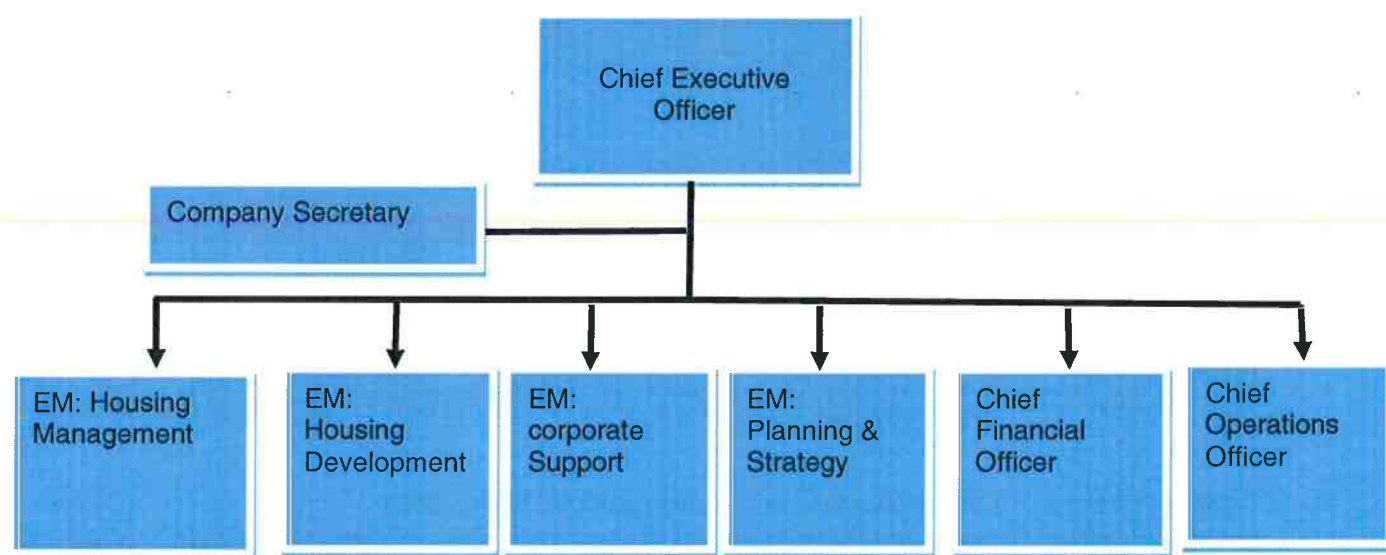 Chief Executive
Officer
Company Secretary
EM: Housing
Management
EM:
Housing
Development
EM:
corporate
Support
EM:
Planning &
Strategy
Chief
Financial
Officer
Chief
Operations
Officer